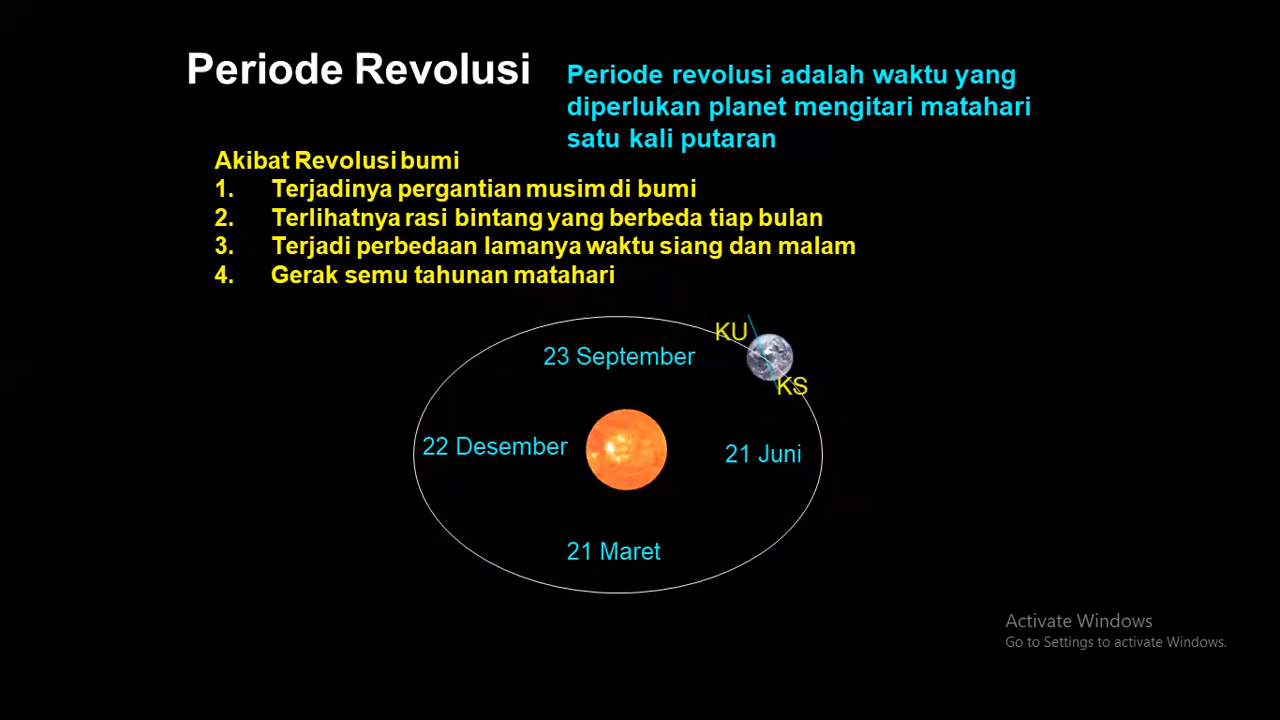 Periode Revolusi
Periode revolusi adalah waktu yang
diperlukan planet mengitari matahari
satu kali putaran
Akibat Revolusi bumi
1. Terjadinya pergantian musim di bumi
2. Terlihatnya rasi bintang yang berbeda tiap bulan
3. Terjadi perbedaan lamanya waktu siang dan malam
4. Gerak semu tahunan matahari
KU
23 September
KS
22 Desember
21 Juni
21 Maret
Activate Windows
Go to Settings to activate Windows.